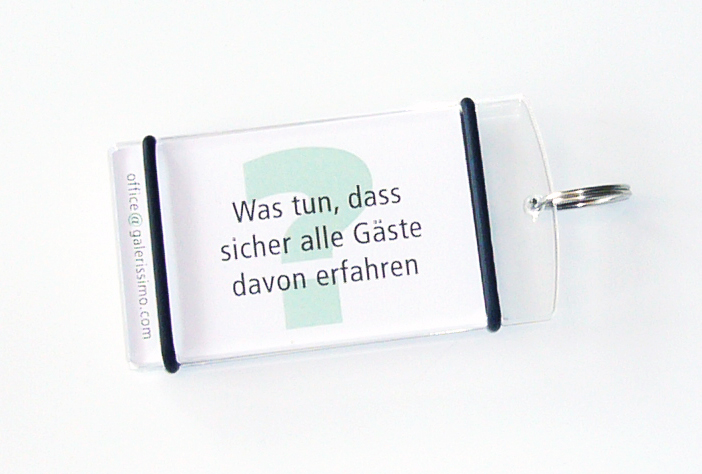 office@galerissimo.com
?
Was tun, dass
sicher alle Gäste
davon erfahren